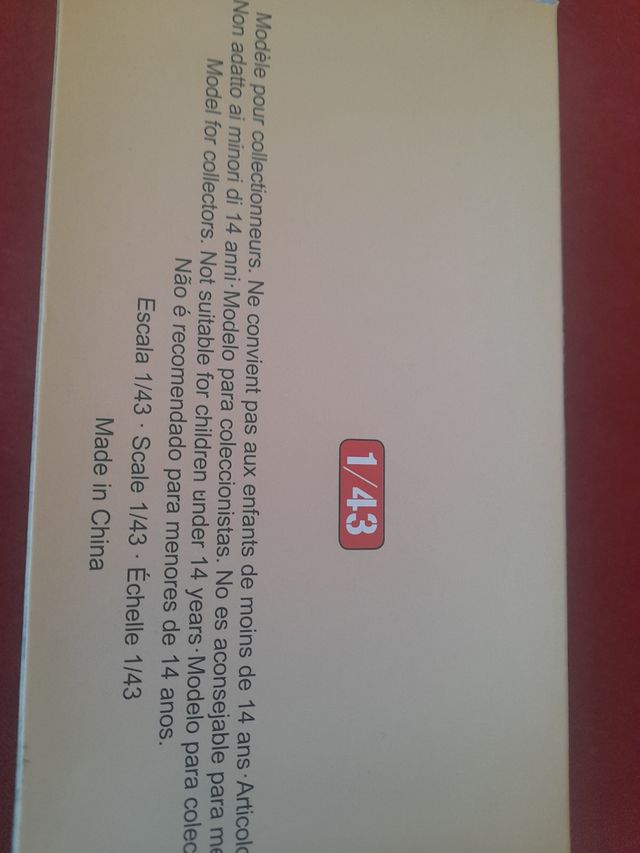 1/43
Modèle pour collectionneurs. Ne convient pas aux enfants de moins de 14 ans·Articolo
Non adatto ai minori di 14 anni·Modelo para coleccionistas. No es aconsejable para me
Model for collectors. Not suitable for children under 14 years·Modelo para colec
Não é recomendado para menores de 14 anos.
Escala 1/43 · Scale 1/43 · Échelle 1/43
Made in China